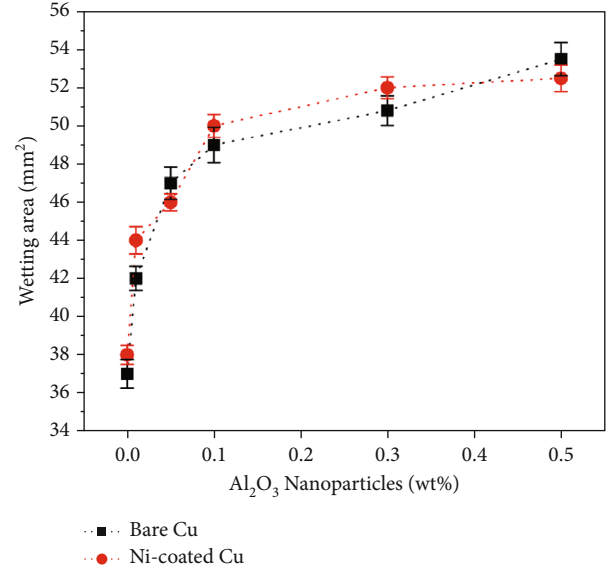 56
54
52
50
48
46
44
42
40
38
36
34
Wetting area (mm²)
0.0 0.1 0.2 0.3 0.4 0.5
Al₂O₃ Nanoparticles (wt%)
Bare Cu
Ni-coated Cu